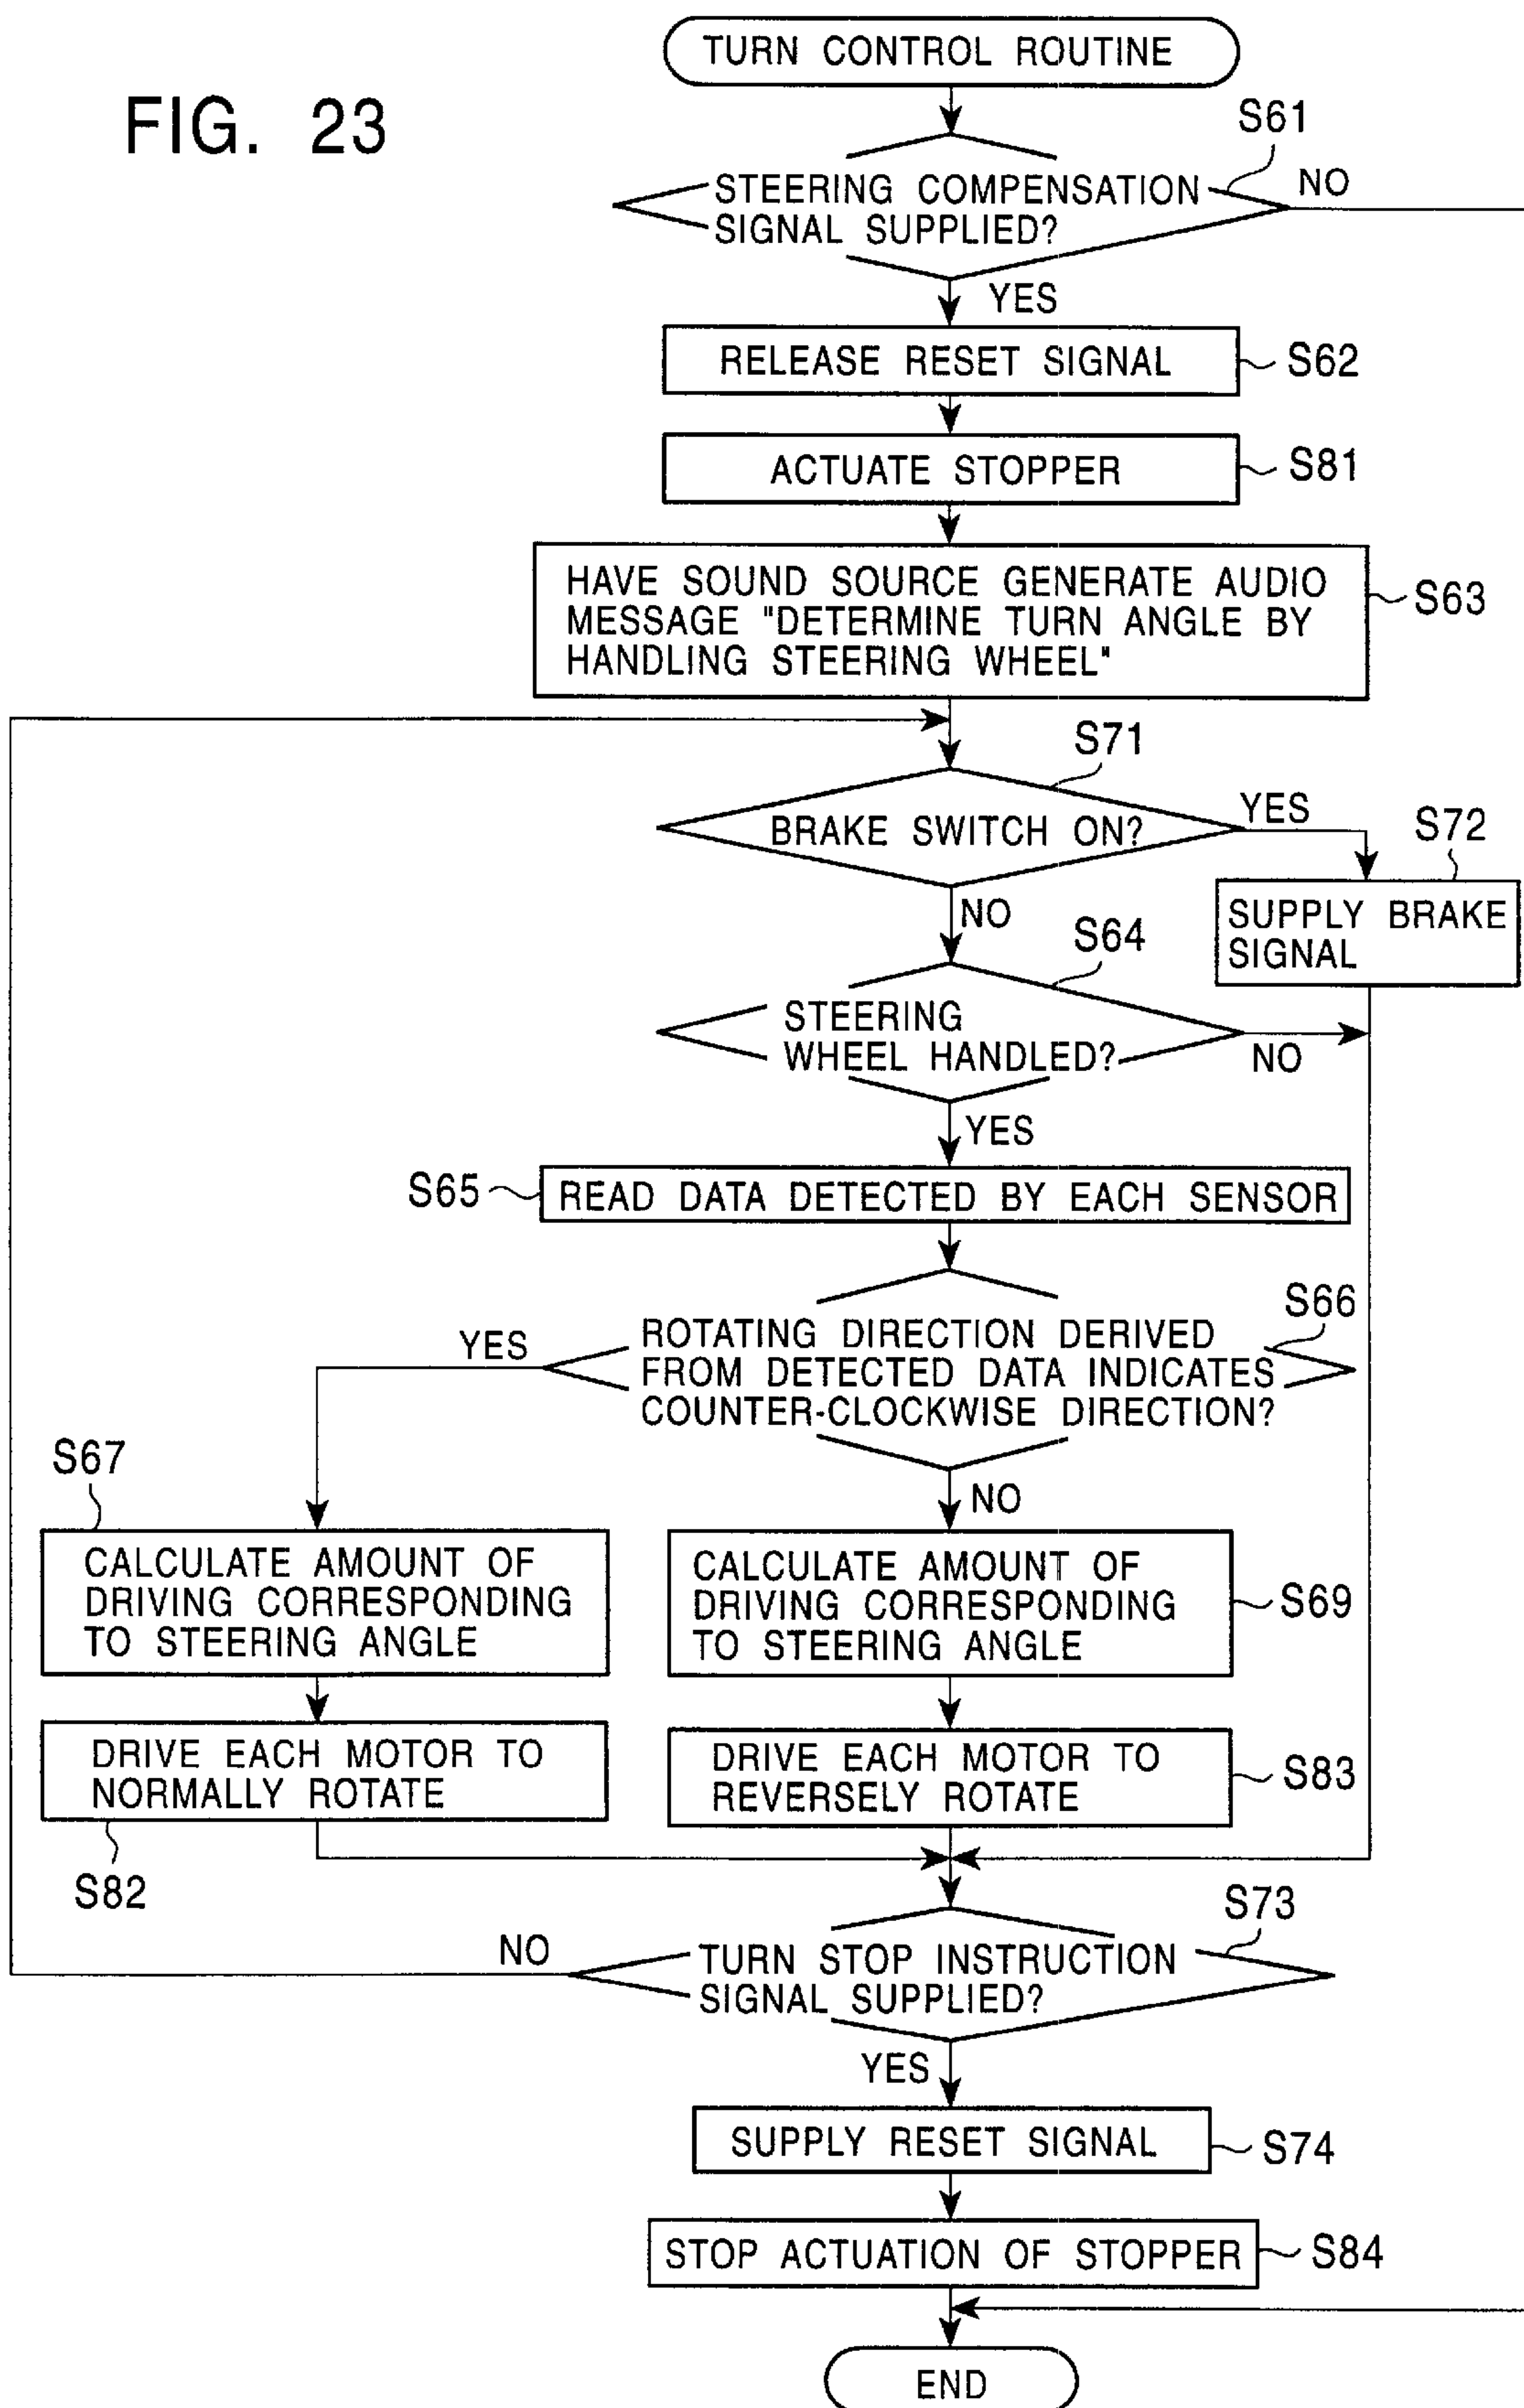 TURN CONTROL ROUTINE
FIG. 23
S61
STEERING COMPENSATION
SIGNAL SUPPLIED?
NO
YES
RELEASE RESET SIGNAL
S62
ACTUATE STOPPER
S81
HAVE SOUND SOURCE GENERATE AUDIO
MESSAGE "DETERMINE TURN ANGLE BY
HANDLING STEERING WHEEL"
S63
S71
BRAKE SWITCH ON?
YES
S72
SUPPLY BRAKE
SIGNAL
NO
S64
STEERING
WHEEL HANDLED?
NO
YES
S65
READ DATA DETECTED BY EACH SENSOR
S66
ROTATING DIRECTION DERIVED
FROM DETECTED DATA INDICATES
COUNTER-CLOCKWISE DIRECTION?
YES
NO
S67
CALCULATE AMOUNT OF
DRIVING CORRESPONDING
TO STEERING ANGLE
CALCULATE AMOUNT OF
DRIVING CORRESPONDING
TO STEERING ANGLE
S69
DRIVE EACH MOTOR TO
NORMALLY ROTATE
S82
DRIVE EACH MOTOR TO
REVERSELY ROTATE
S83
S73
TURN STOP INSTRUCTION
SIGNAL SUPPLIED?
NO
YES
SUPPLY RESET SIGNAL
S74
STOP ACTUATION OF STOPPER
S84
END